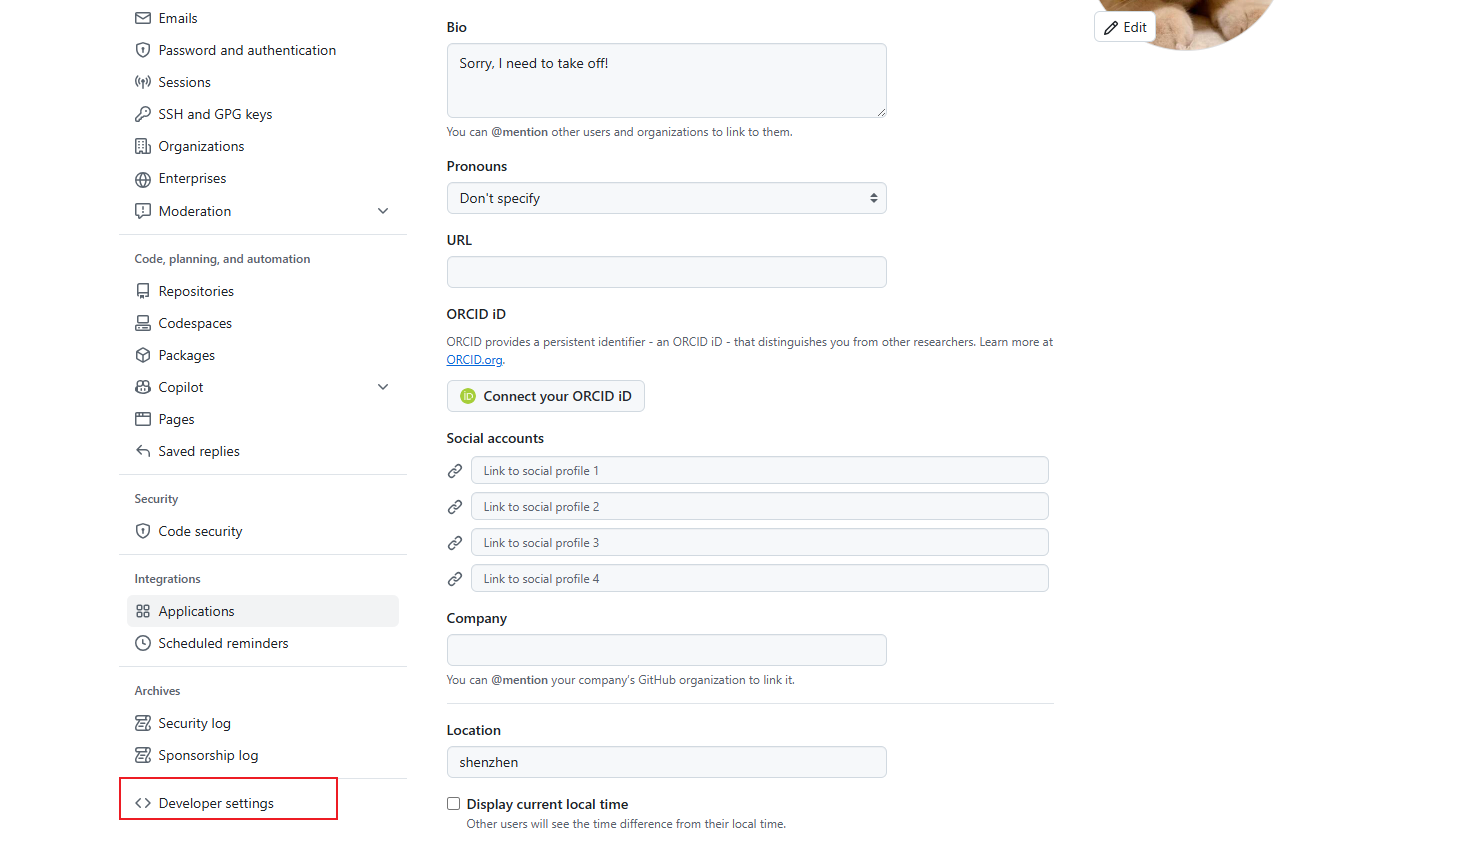 Emails
Password and authentication
Sessions
SSH and GPG keys
Organizations
Enterprises
Moderation
Code, planning, and automation
Repositories
Codespaces
Packages
Copilot
Pages
Saved replies
Security
Code security
Integrations
Applications
Scheduled reminders
Archives
Security log
Sponsorship log
Developer settings
Bio
Sorry, I need to take off!
You can @mention other users and organizations to link to them.
Pronouns
Don't specify
URL
ORCID iD
ORCID provides a persistent identifier - an ORCID iD - that distinguishes you from other researchers. Learn more at
ORCID.org.
iD Connect your ORCID iD
Social accounts
Link to social profile 1
Link to social profile 2
Link to social profile 3
Link to social profile 4
Company
You can @mention your company's GitHub organization to link it.
Location
shenzhen
Display current local time
Other users will see the time difference from their local time.
Edit